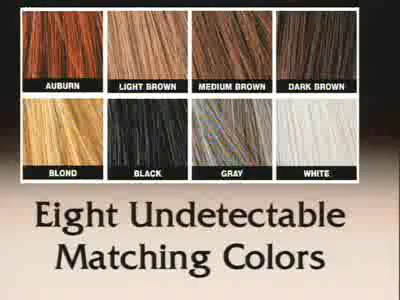 AUBURN LIGHT BROWN MEDIUM BROWN DARK BROWN
BLOND BLACK GRAY WHITE
Eight Undetectable
Matching Colors